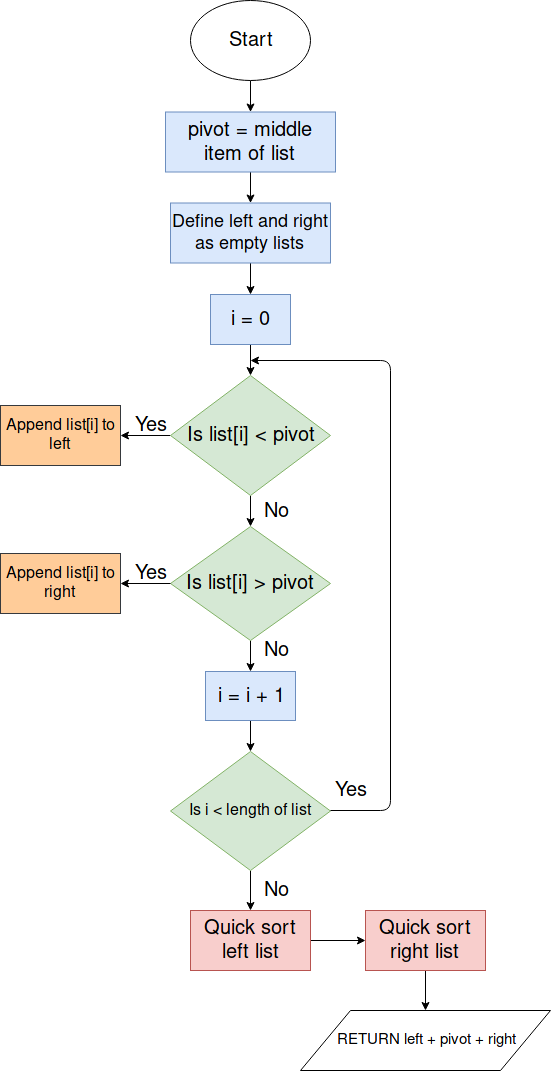 Start
pivot = middle
item of list
Define left and right
as empty lists
i = 0
Is list[i] < pivot
Yes
Append list[i] to
left
No
Is list[i] > pivot
Yes
Append list[i] to
right
No
i = i + 1
Is i < length of list
Yes
No
Quick sort
left list
Quick sort
right list
RETURN left + pivot + right